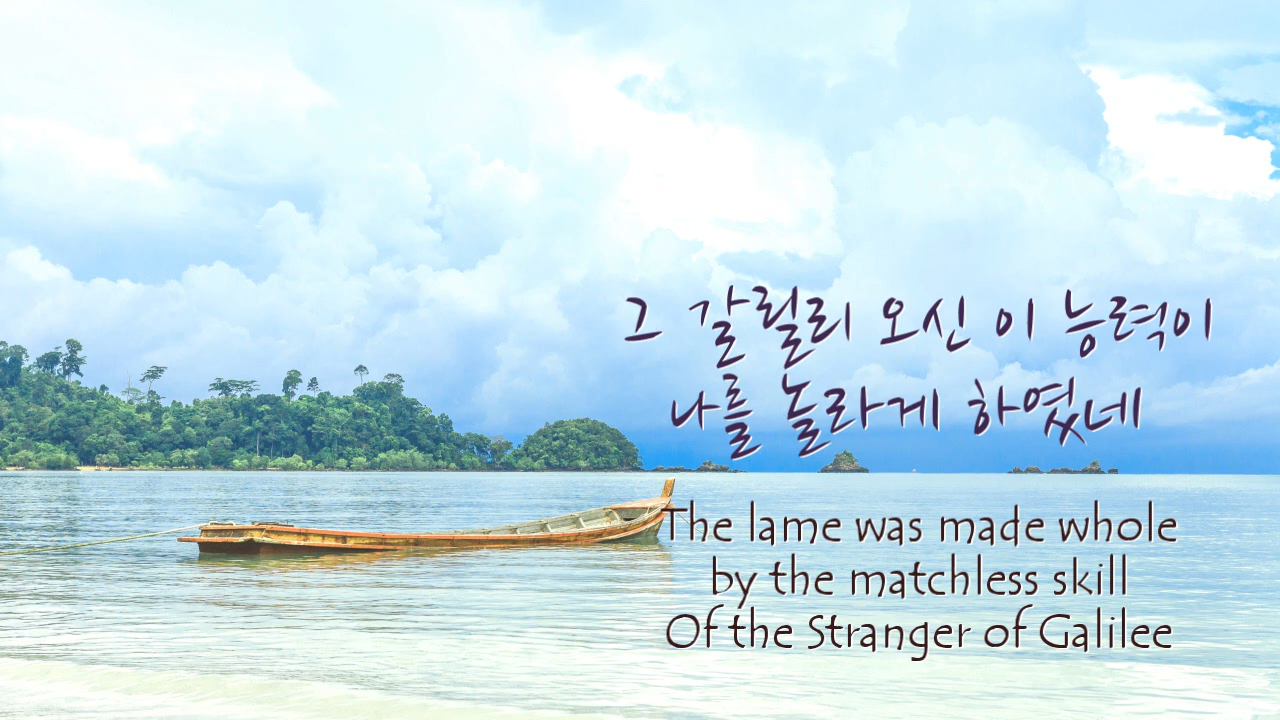 그 갈릴리 오신 이 능력이
나를 놀라게 하였네
The lame was made whole
by the matchless skill
Of the Stranger of Galilee